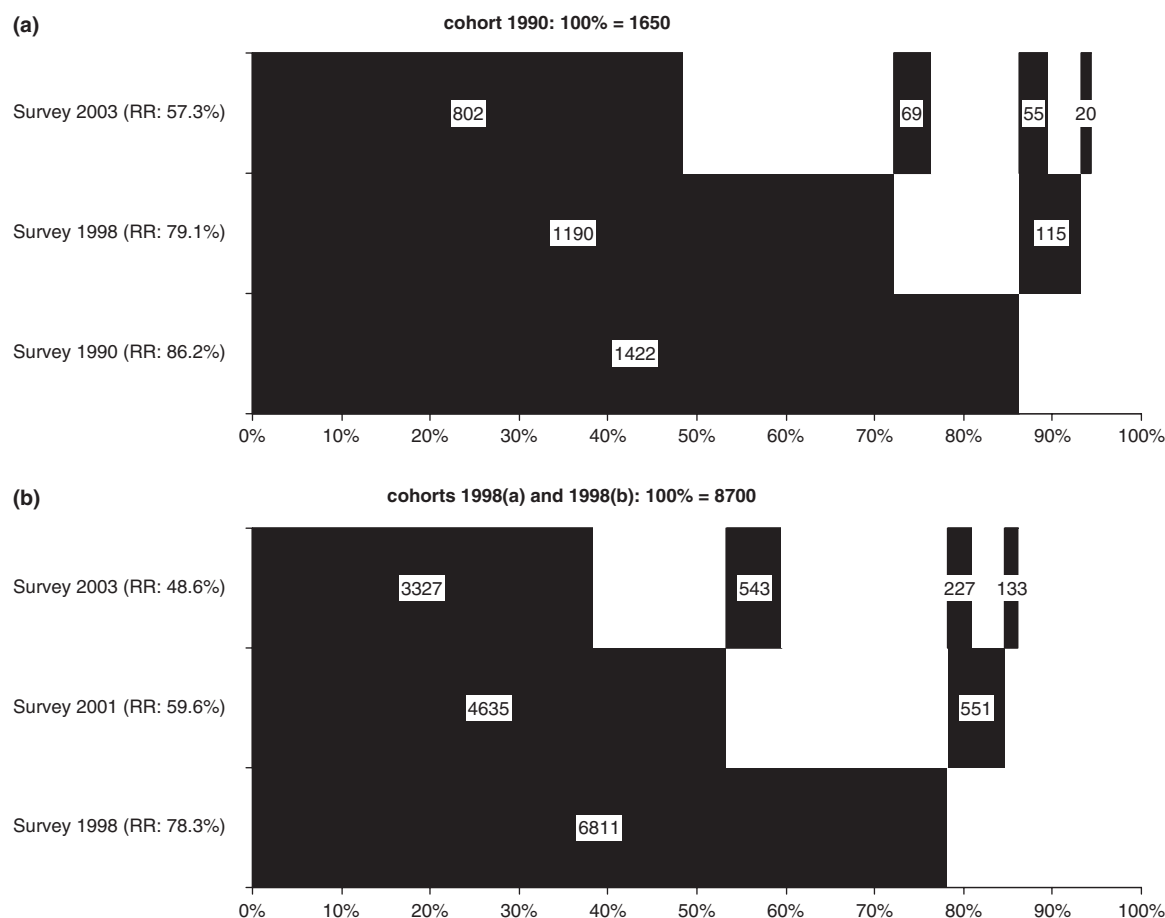 (a)
cohort 1990: 100% = 1650
Survey 2003 (RR: 57.3%)
802
69
55
20
Survey 1998 (RR: 79.1%)
1190
115
Survey 1990 (RR: 86.2%)
1422
0% 10% 20% 30% 40% 50% 60% 70% 80% 90% 100%
(b)
cohorts 1998(a) and 1998(b): 100% = 8700
Survey 2003 (RR: 48.6%)
3327
543
227
133
Survey 2001 (RR: 59.6%)
4635
551
Survey 1998 (RR: 78.3%)
6811
0% 10% 20% 30% 40% 50% 60% 70% 80% 90% 100%